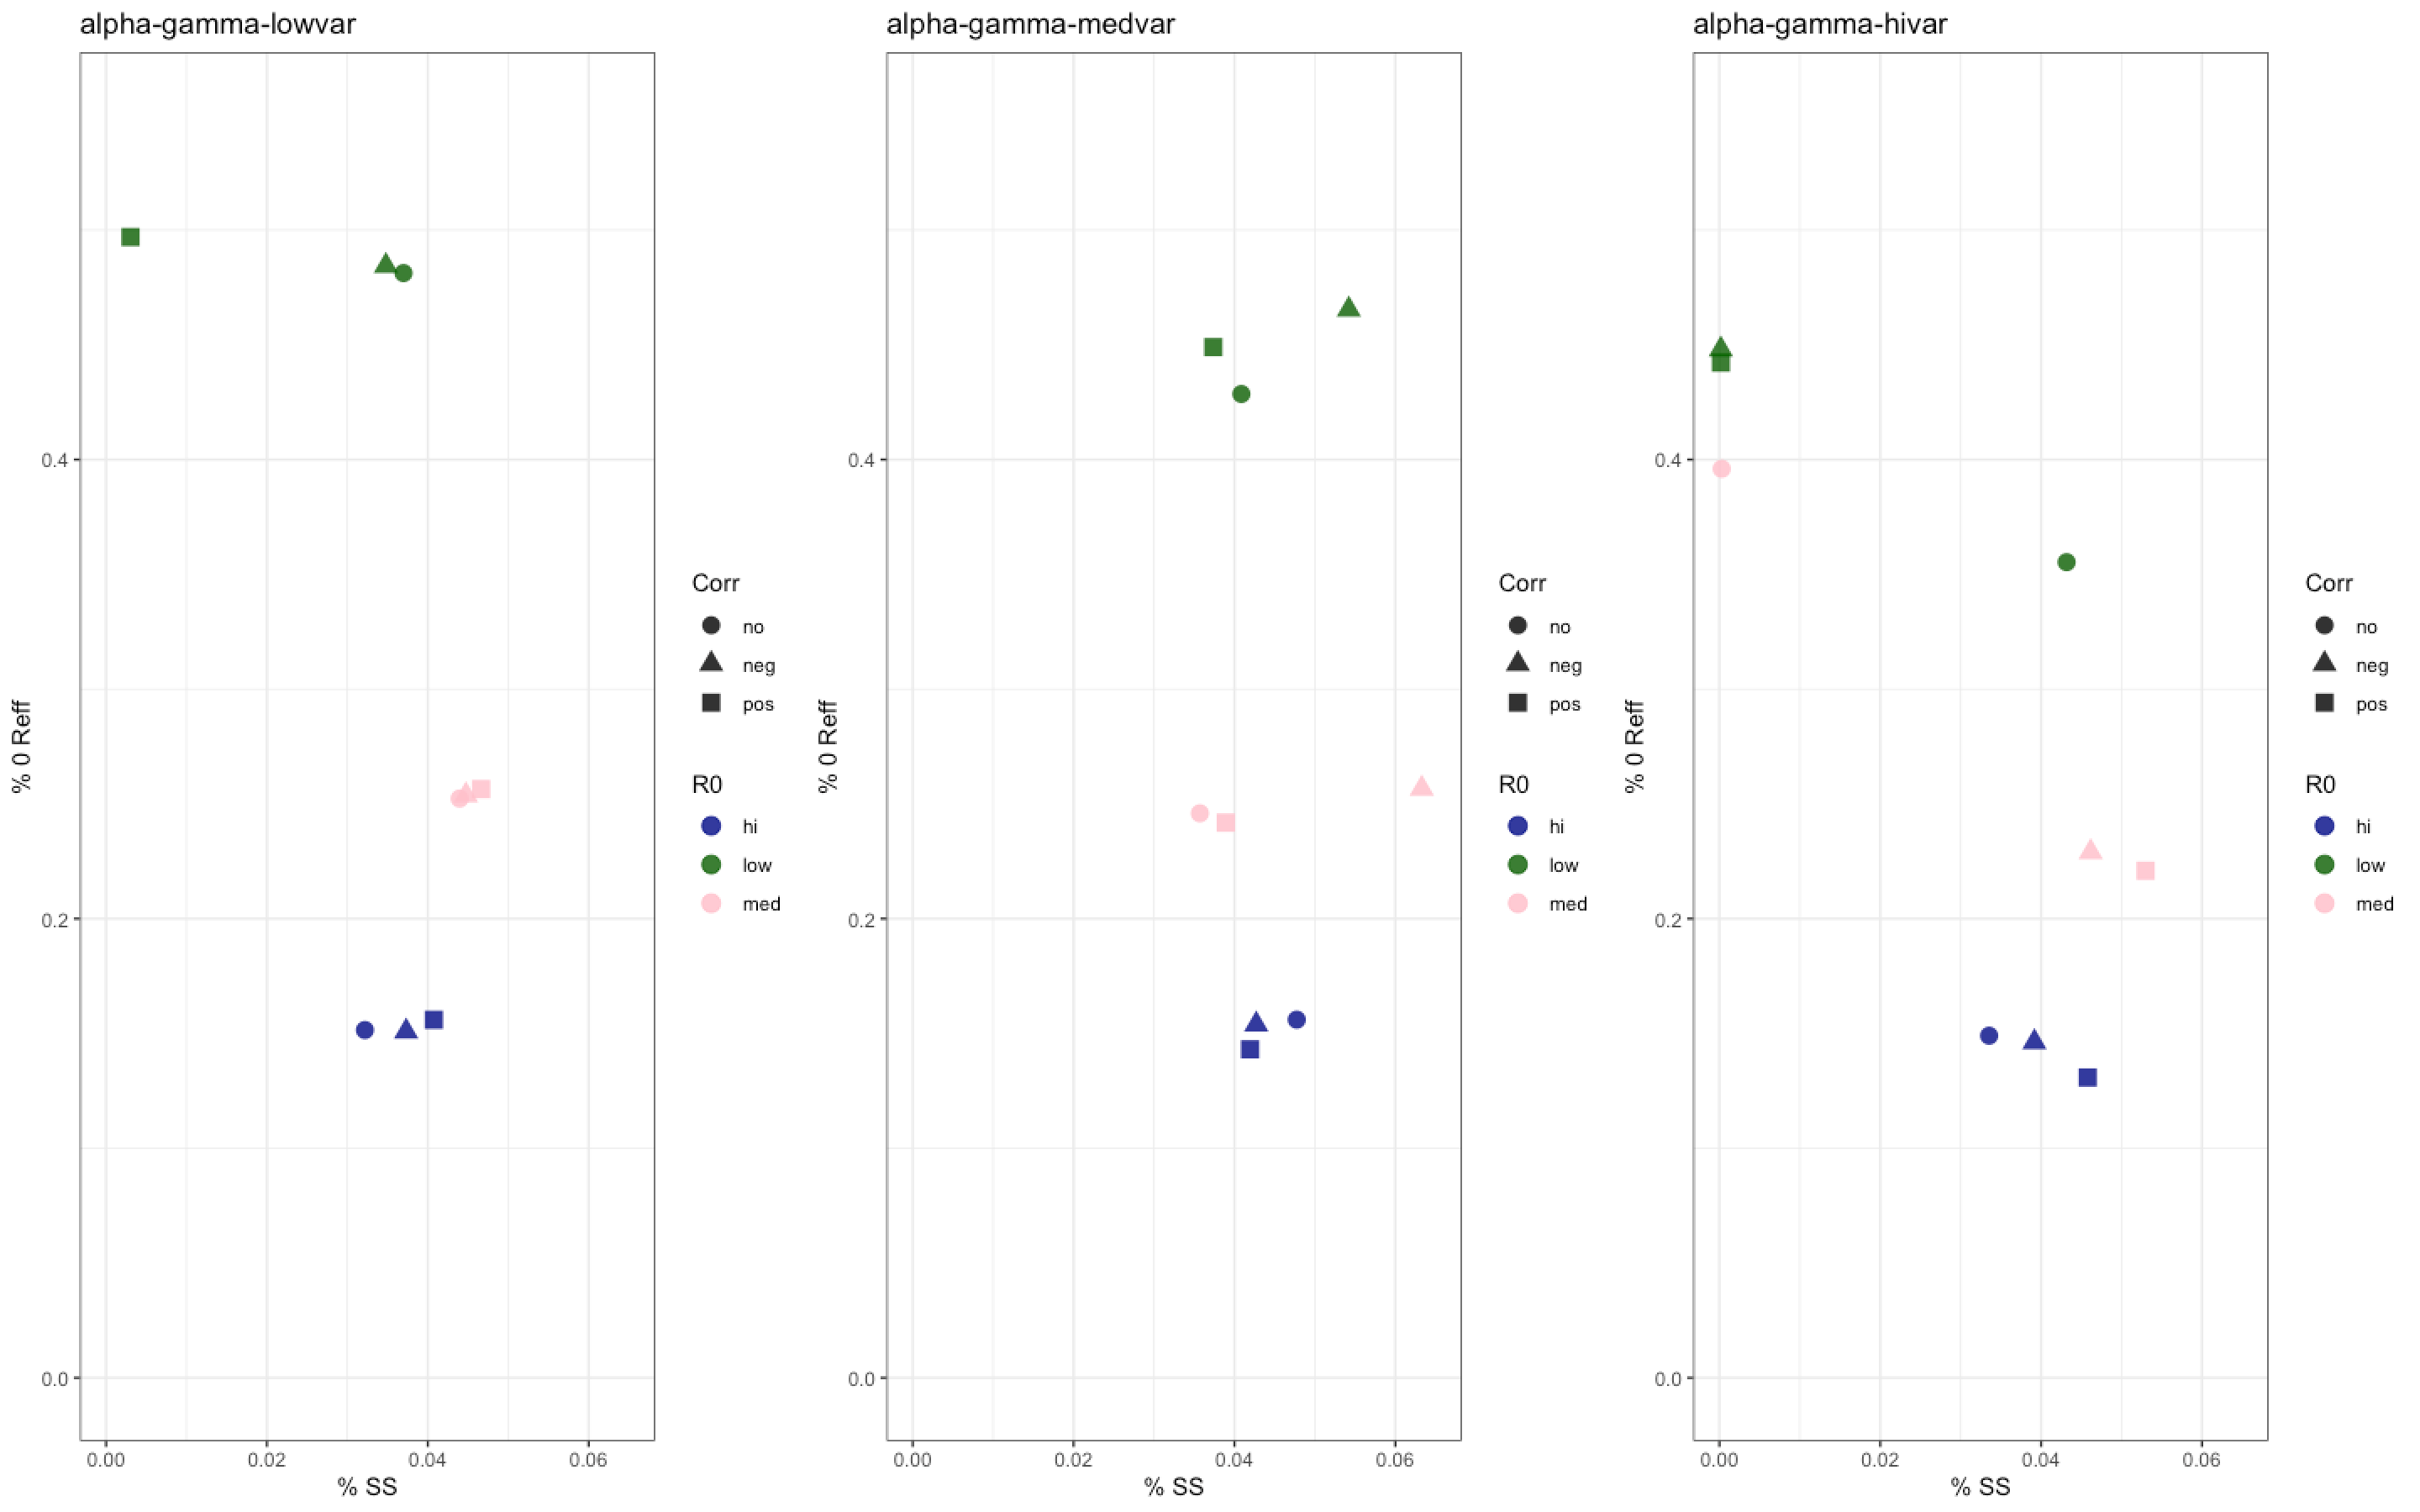 alpha-gamma-lowvar
% 0 Reff
0.4
0.2
0.0
0.00 0.02 0.04 0.06
% SS
Corr
no
neg
pos
R0
hi
low
med
alpha-gamma-medvar
% 0 Reff
0.4
0.2
0.0
0.00 0.02 0.04 0.06
% SS
Corr
no
neg
pos
R0
hi
low
med
alpha-gamma-hivar
% 0 Reff
0.4
0.2
0.0
0.00 0.02 0.04 0.06
% SS
Corr
no
neg
pos
R0
hi
low
med